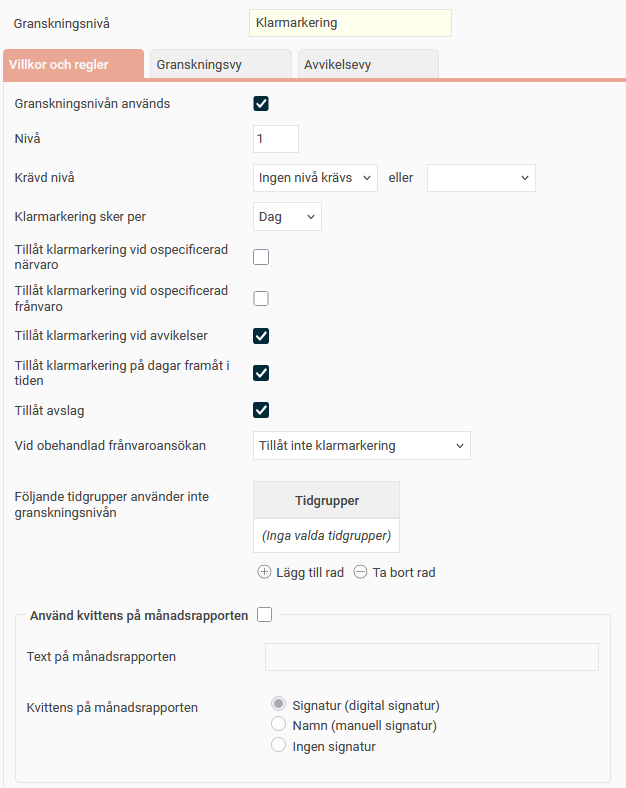 Granskningsnivå Klarmarkering
Villkor och regler Granskningsvy Avvikelsevy
Granskningsnivån används
Nivå 1
Krävd nivå Ingen nivå krävs eller
Klarmarkering sker per Dag
Tillåt klarmarkering vid ospecificerad
närvaro
Tillåt klarmarkering vid ospecificerad
frånvaro
Tillåt klarmarkering vid avvikelser
Tillåt klarmarkering på dagar framåt i
tiden
Tillåt avslag
Vid obehandlad frånvaroansökan Tillåt inte klarmarkering
Följande tidgrupper använder inte
granskningsnivån
Tidgrupper
(Inga valda tidgrupper)
Lägg till rad Ta bort rad
Använd kvittens på månadsrapporten
Text på månadsrapporten
Kvittens på månadsrapporten Signatur (digital signatur)
Namn (manuell signatur)
Ingen signatur